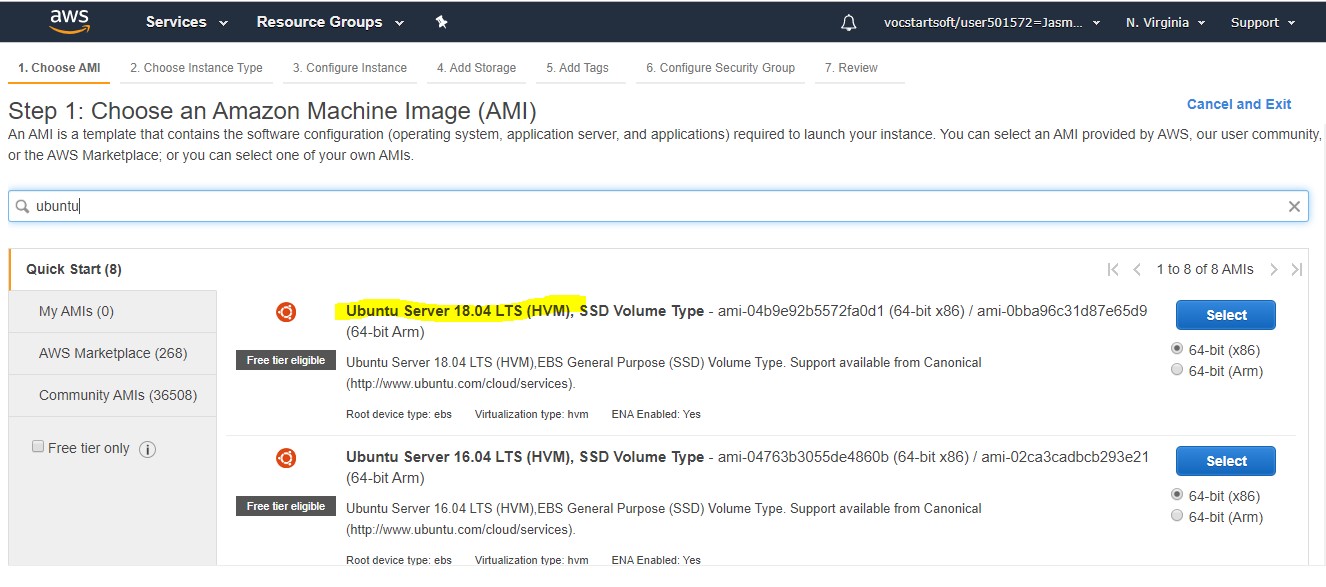 aws Services Resource Groups vocstartsoft/user501572=Jasm... N. Virginia Support
1. Choose AMI 2. Choose Instance Type 3. Configure Instance 4. Add Storage 5. Add Tags 6. Configure Security Group 7. Review
Step 1: Choose an Amazon Machine Image (AMI) Cancel and Exit
An AMI is a template that contains the software configuration (operating system, application server, and applications) required to launch your instance. You can select an AMI provided by AWS, our user community,
or the AWS Marketplace; or you can select one of your own AMIs.
ubuntu
Quick Start (8) 1 to 8 of 8 AMIs
My AMIs (0)
AWS Marketplace (268)
Community AMIs (36508)
Free tier only
Ubuntu Server 18.04 LTS (HVM), SSD Volume Type - ami-04b9e92b5572fa0d1 (64-bit x86) / ami-0bba96c31d87e65d9
(64-bit Arm)
Free tier eligible
Ubuntu Server 18.04 LTS (HVM),EBS General Purpose (SSD) Volume Type. Support available from Canonical
(http://www.ubuntu.com/cloud/services).
Root device type: ebs Virtualization type: hvm ENA Enabled: Yes
Select
64-bit (x86)
64-bit (Arm)
Ubuntu Server 16.04 LTS (HVM), SSD Volume Type - ami-04763b3055de4860b (64-bit x86) / ami-02ca3cadbcb293e21
(64-bit Arm)
Free tier eligible
Ubuntu Server 16.04 LTS (HVM),EBS General Purpose (SSD) Volume Type. Support available from Canonical
(http://www.ubuntu.com/cloud/services).
Root device type: ebs Virtualization type: hvm ENA Enabled: Yes
Select
64-bit (x86)
64-bit (Arm)